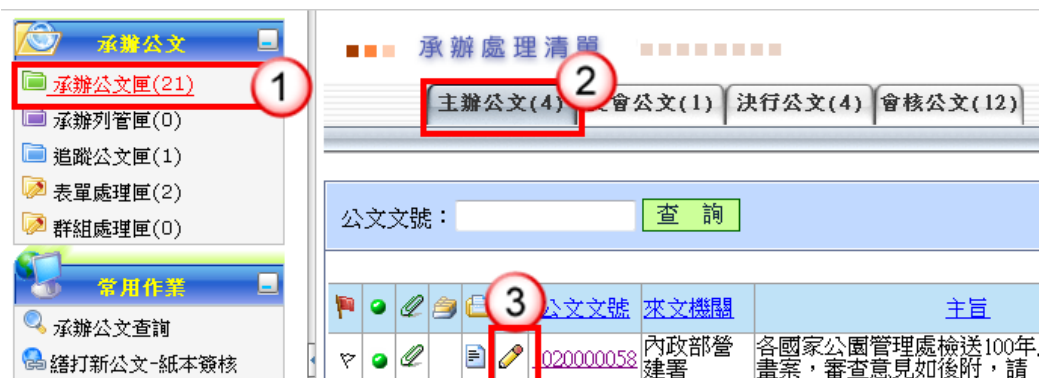 承辦公文
承辦公文匣(21)
1
承辦列管匣(0)
追蹤公文匣(1)
表單處理匣(2)
群組處理匣(0)
常用作業
承辦公文查詢
繕打新公文-紙本簽核
承辦處理清單
2
主辦公文(4)
會公文(1)
決行公文(4)
會核公文(12)
公文文號：
查 詢
3
公文文號
來文機關
主旨
020000058
內政部營
建署
各國家公園管理處檢送100年
畫案，審查意見如後附，請